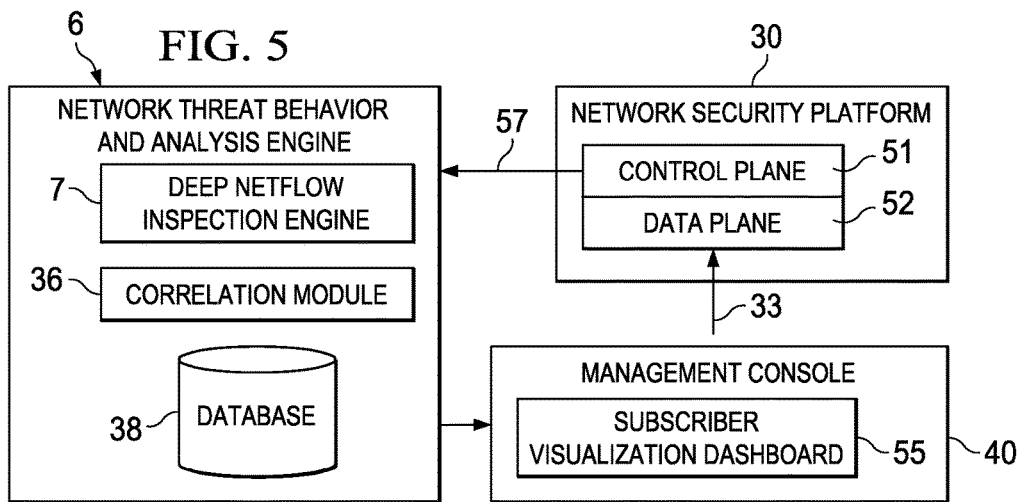 FIG. 5
6
NETWORK THREAT BEHAVIOR
AND ANALYSIS ENGINE
7
DEEP NETFLOW
INSPECTION ENGINE
36
CORRELATION MODULE
38
DATABASE
57
30
NETWORK SECURITY PLATFORM
CONTROL PLANE
51
DATA PLANE
52
33
MANAGEMENT CONSOLE
SUBSCRIBER
VISUALIZATION DASHBOARD
55
40